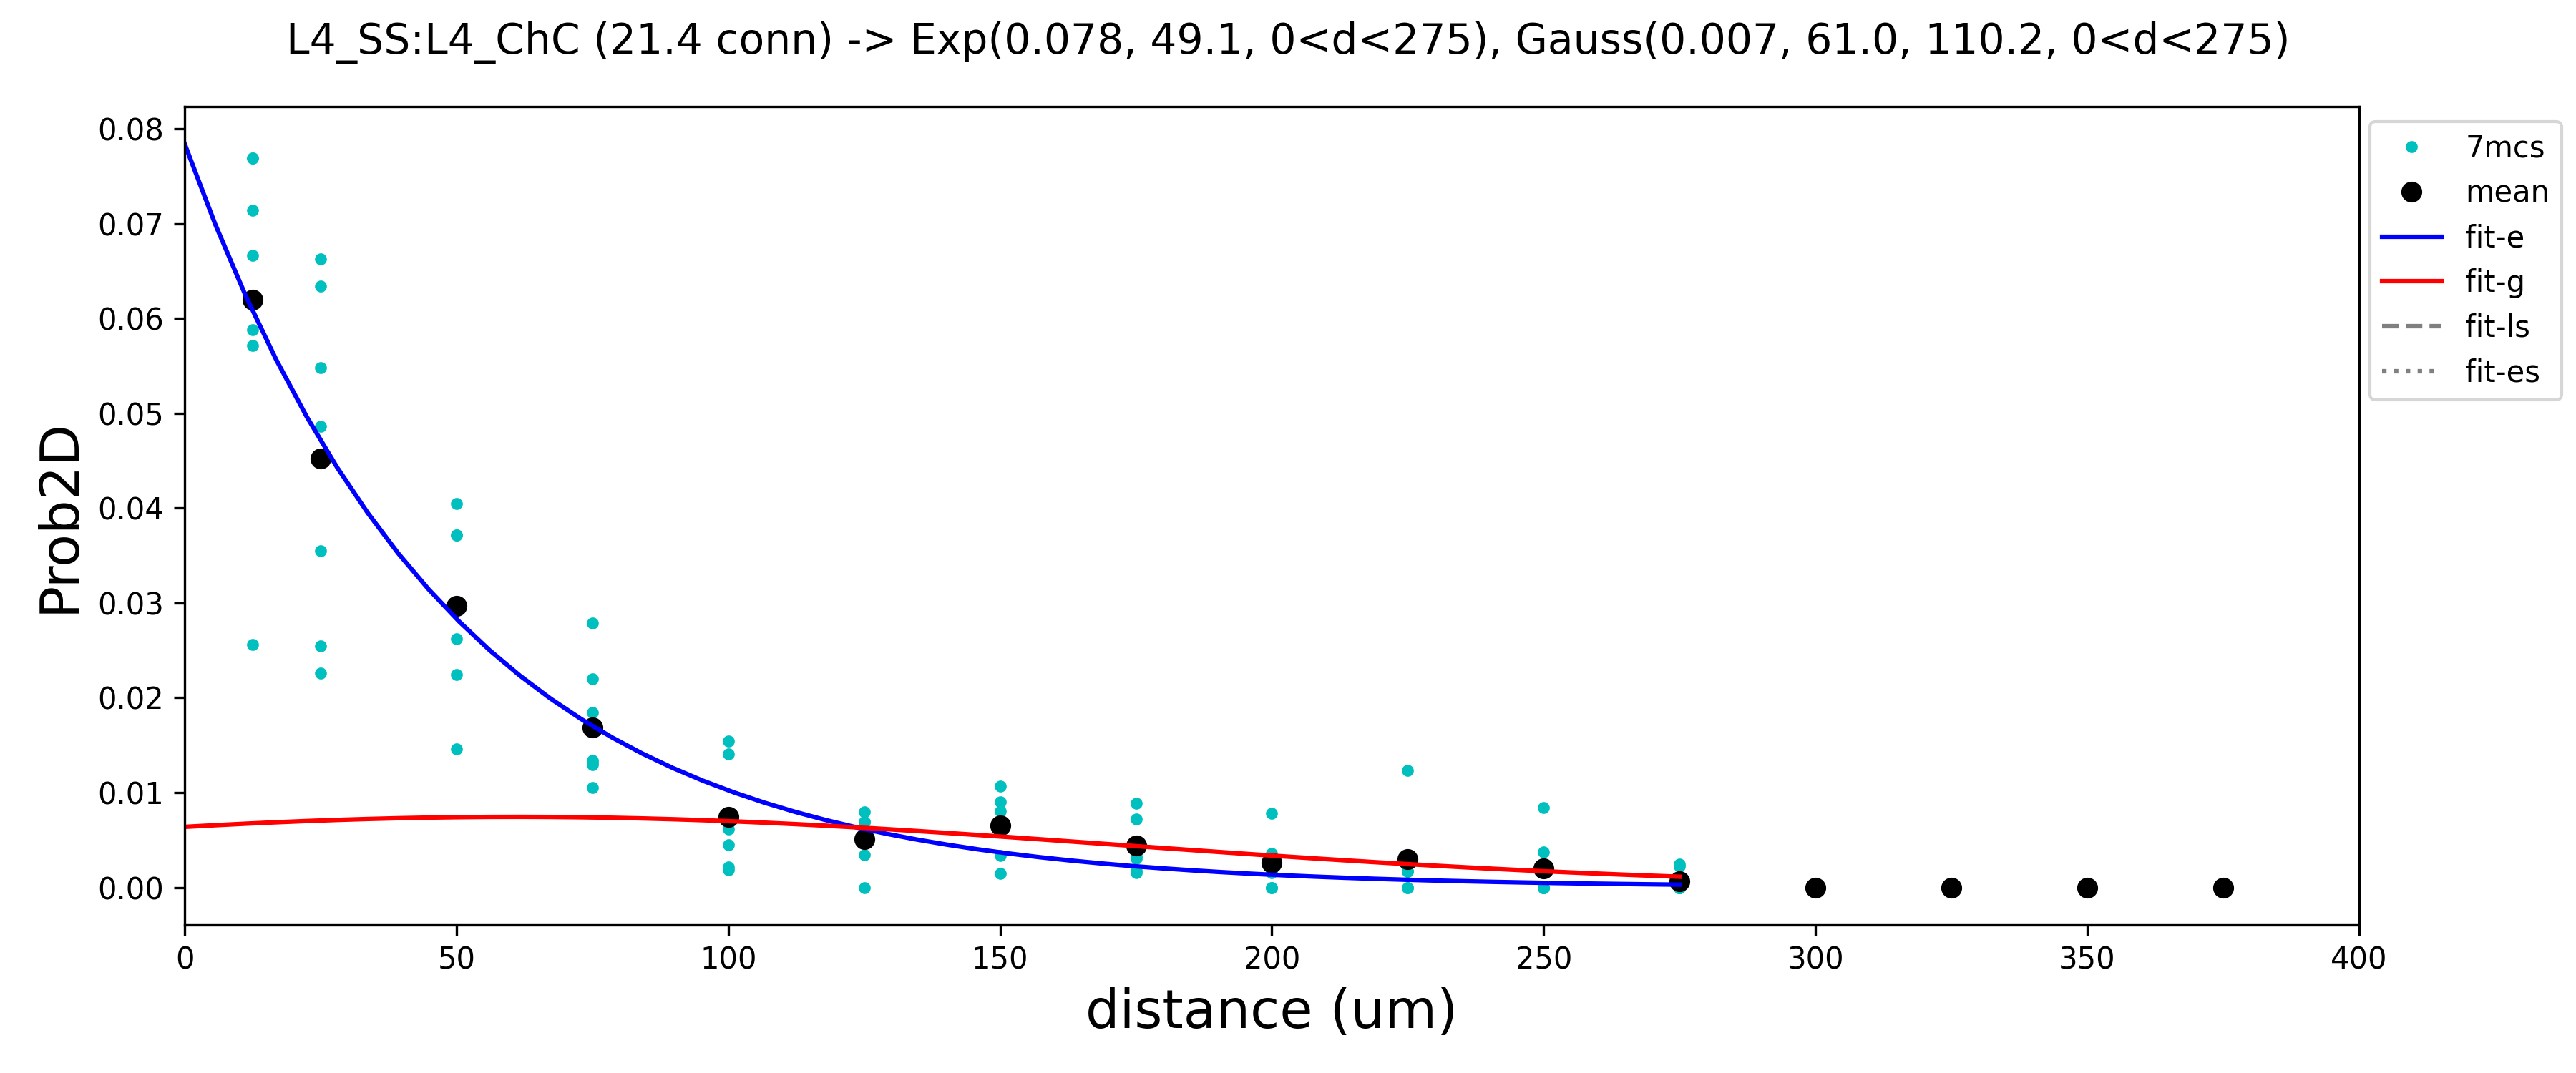 L4_SS:L4_ChC (21.4 conn) -> Exp(0.078, 49.1, 0<d<275), Gauss(0.007, 61.0, 110.2, 0<d<275)
0.08
0.07
0.06
0.05
0.04
0.03
0.02
0.01
0.00
Prob2D
0 50 100 150 200 250 300 350 400
distance (um)
7mcs
mean
fit-e
fit-g
fit-ls
fit-es